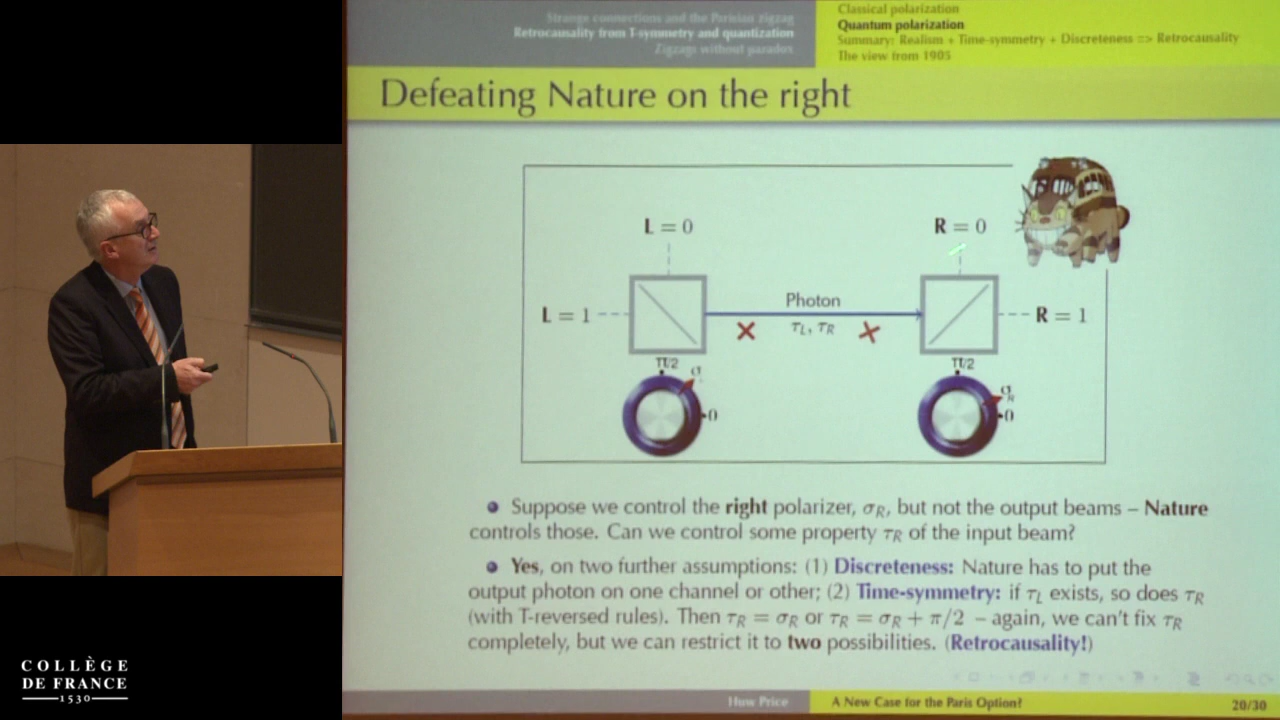 Strange connections and the Parisian zigzag
Retrocausality from T-symmetry and quantization
Zigzags without paradox
Classical polarization
Quantum polarization
Summary: Realism + Time-symmetry + Discreteness => Retrocausality
The view from 1905
Defeating Nature on the right
L = 0
R = 0
L = 1
Photon
τL, τR
R = 1
π/2
σ
0
π/2
σR
0
• Suppose we control the right polarizer, σR, but not the output beams – Nature
controls those. Can we control some property τR of the input beam?
• Yes, on two further assumptions: (1) Discreteness: Nature has to put the
output photon on one channel or other; (2) Time-symmetry: if τL exists, so does τR
(with T-reversed rules). Then τR = σR or τR = σR + π/2 – again, we can't fix τR
completely, but we can restrict it to two possibilities. (Retrocausality!)
Huw Price
A New Case for the Paris Option?
20/30
COLLÈGE
DE FRANCE
1530